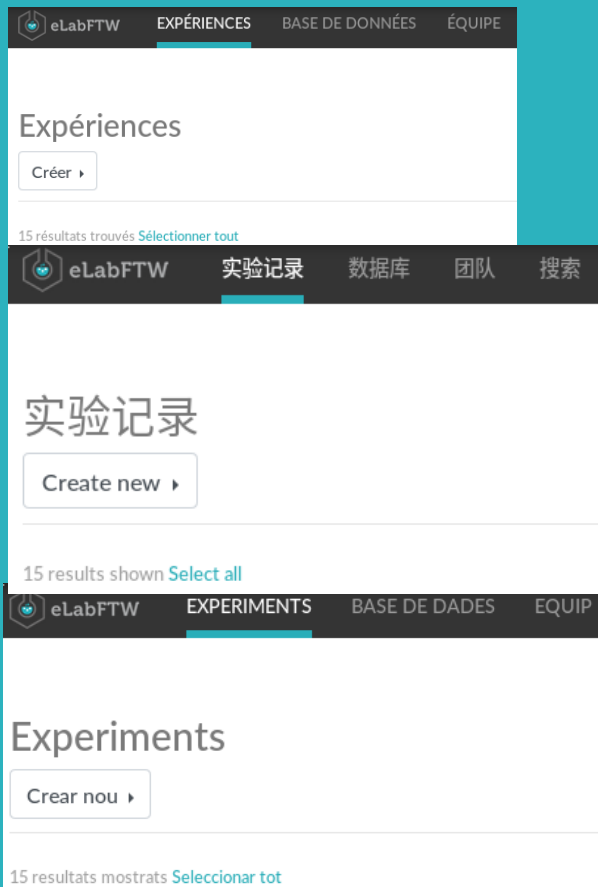 eLabFTW EXPÉRIENCES BASE DE DONNÉES ÉQUIPE
Expériences
Créer
15 résultats trouvés Sélectionner tout
eLabFTW 实验记录 数据库 团队 搜索
实验记录
Create new
15 results shown Select all
eLabFTW EXPERIMENTS BASE DE DADES EQUIP
Experiments
Crear nou
15 resultats mostrats Seleccionar tot